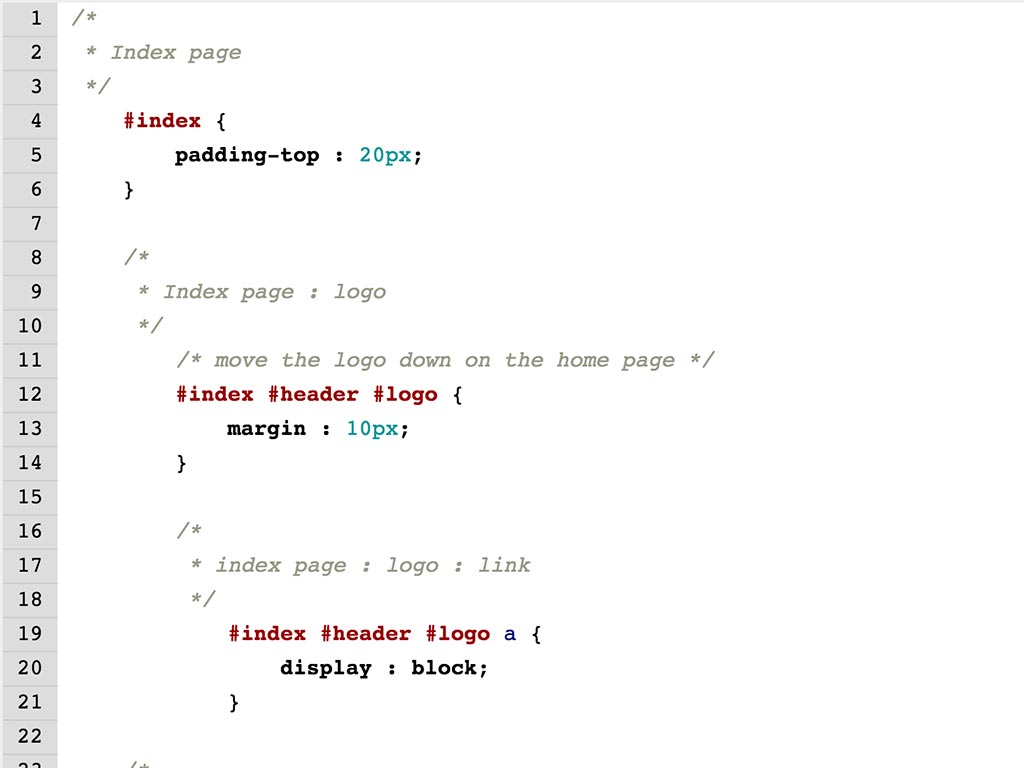 1 /*
2  * Index page
3  */
4     #index {
5         padding-top : 20px;
6     }
7
8     /*
9      * Index page : logo
10      */
11         /* move the logo down on the home page */
12         #index #header #logo {
13             margin : 10px;
14         }
15
16         /*
17          * index page : logo : link
18          */
19             #index #header #logo a {
20                 display : block;
21             }
22
23     /*